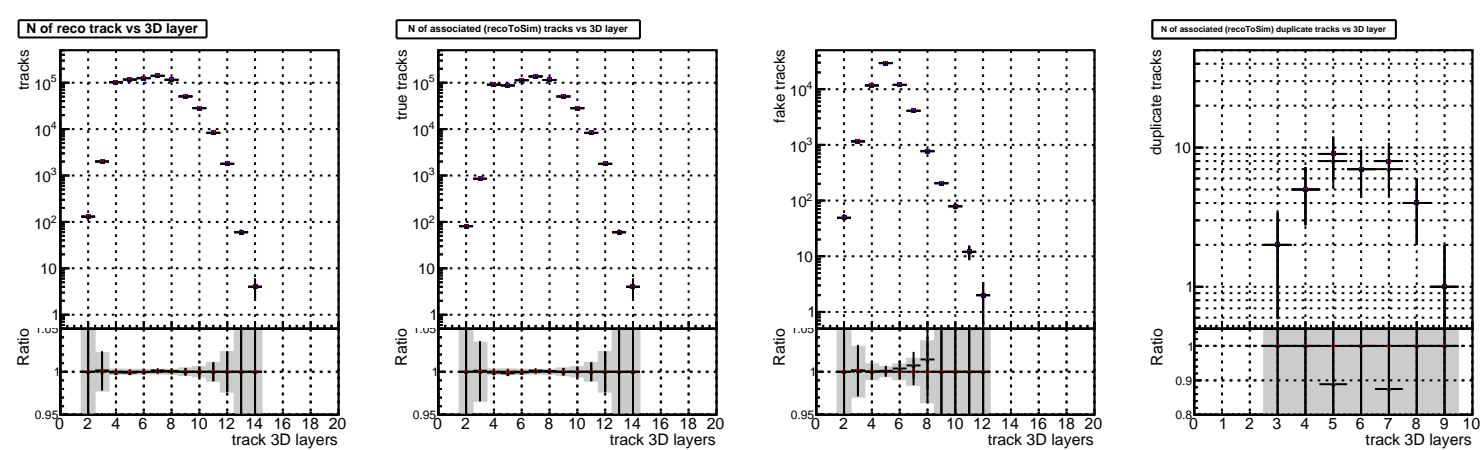 N of reco track vs 3D layer
tracks
10^5
10^4
10^3
10^2
10
1
Ratio
1.05
1
0.95
0 2 4 6 8 10 12 14 16 18 20
track 3D layers
N of associated (recoToSim) tracks vs 3D layer
true tracks
10^5
10^4
10^3
10^2
10
1
Ratio
1.05
1
0.95
0 2 4 6 8 10 12 14 16 18 20
track 3D layers
fake tracks
10^4
10^3
10^2
10
1
Ratio
1.05
1
0.95
0 2 4 6 8 10 12 14 16 18 20
track 3D layers
N of associated (recoToSim) duplicate tracks vs 3D layer
duplicate tracks
10
1
Ratio
1
0.9
0.8
0 1 2 3 4 5 6 7 8 9 10
track 3D layers